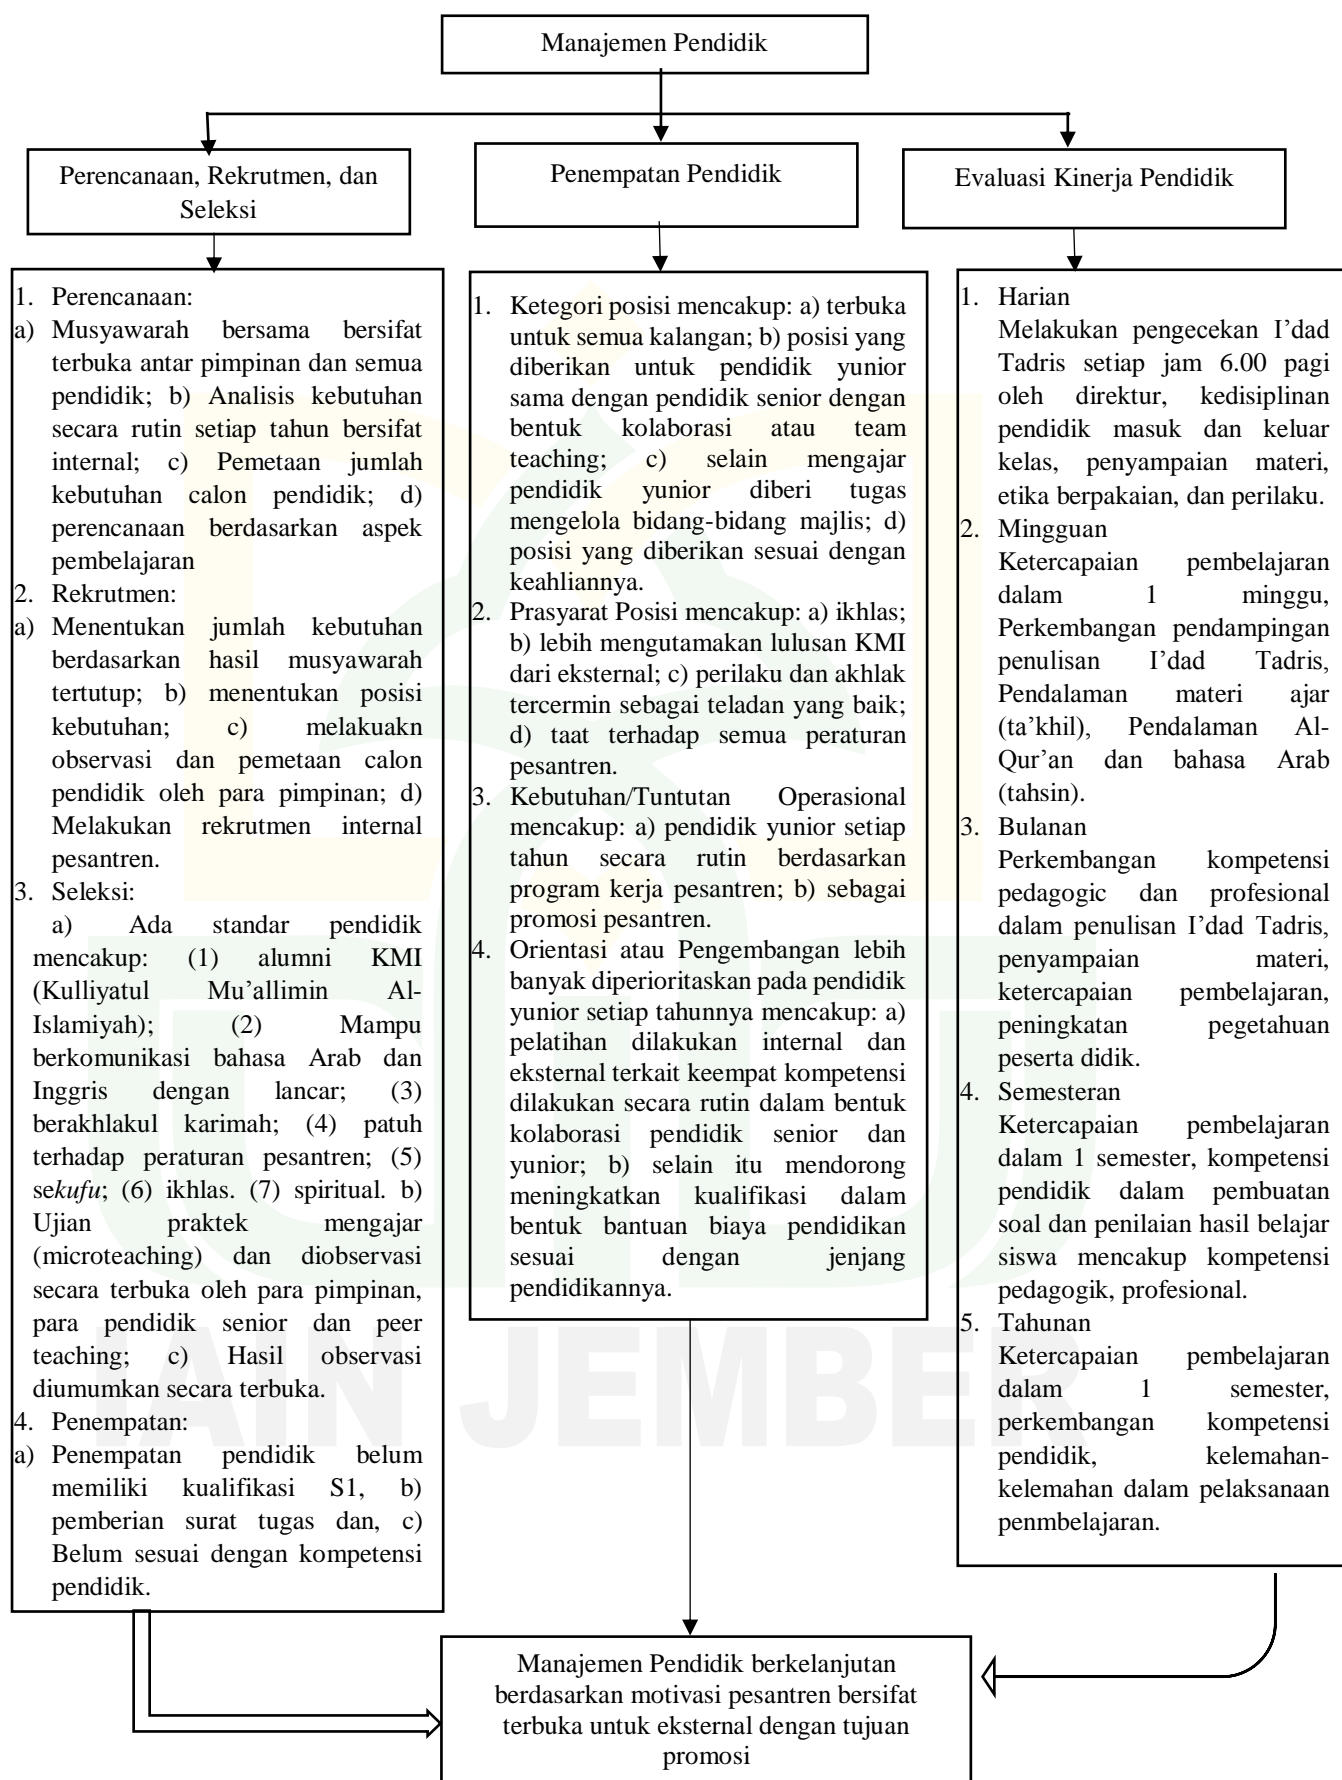 Manajemen Pendidik
Perencanaan, Rekrutmen, dan
Seleksi
Penempatan Pendidik
Evaluasi Kinerja Pendidik
1. Perencanaan:
a) Musyawarah bersama bersifat
terbuka antar pimpinan dan semua
pendidik; b) Analisis kebutuhan
secara rutin setiap tahun bersifat
internal; c) Pemetaan jumlah
kebutuhan calon pendidik; d)
perencanaan berdasarkan aspek
pembelajaran
2. Rekrutmen:
a) Menentukan jumlah kebutuhan
berdasarkan hasil musyawarah
tertutup; b) menentukan posisi
kebutuhan; c) melakuakn
observasi dan pemetaan calon
pendidik oleh para pimpinan; d)
Melakukan rekrutmen internal
pesantren.
3. Seleksi:
a) Ada standar pendidik
mencakup: (1) alumni KMI
(Kulliyatul Mu’allimin Al-
Islamiyah); (2) Mampu
berkomunikasi bahasa Arab dan
Inggris dengan lancar; (3)
berakhlakul karimah; (4) patuh
terhadap peraturan pesantren; (5)
sekufu; (6) ikhlas. (7) spiritual. b)
Ujian praktek mengajar
(microteaching) dan diobservasi
secara terbuka oleh para pimpinan,
para pendidik senior dan peer
teaching; c) Hasil observasi
diumumkan secara terbuka.
4. Penempatan:
a) Penempatan pendidik belum
memiliki kualifikasi S1, b)
pemberian surat tugas dan, c)
Belum sesuai dengan kompetensi
pendidik.
1. Ketegori posisi mencakup: a) terbuka
untuk semua kalangan; b) posisi yang
diberikan untuk pendidik yunior
sama dengan pendidik senior dengan
bentuk kolaborasi atau team
teaching; c) selain mengajar
pendidik yunior diberi tugas
mengelola bidang-bidang majlis; d)
posisi yang diberikan sesuai dengan
keahliannya.
2. Prasyarat Posisi mencakup: a) ikhlas;
b) lebih mengutamakan lulusan KMI
dari eksternal; c) perilaku dan akhlak
tercermin sebagai teladan yang baik;
d) taat terhadap semua peraturan
pesantren.
3. Kebutuhan/Tuntutan Operasional
mencakup: a) pendidik yunior setiap
tahun secara rutin berdasarkan
program kerja pesantren; b) sebagai
promosi pesantren.
4. Orientasi atau Pengembangan lebih
banyak diperioritaskan pada pendidik
yunior setiap tahunnya mencakup: a)
pelatihan dilakukan internal dan
eksternal terkait keempat kompetensi
dilakukan secara rutin dalam bentuk
kolaborasi pendidik senior dan
yunior; b) selain itu mendorong
meningkatkan kualifikasi dalam
bentuk bantuan biaya pendidikan
sesuai dengan jenjang
pendidikannya.
1. Harian
Melakukan pengecekan I’dad
Tadris setiap jam 6.00 pagi
oleh direktur, kedisiplinan
pendidik masuk dan keluar
kelas, penyampaian materi,
etika berpakaian, dan perilaku.
2. Mingguan
Ketercapaian pembelajaran
dalam 1 minggu,
Perkembangan pendampingan
penulisan I’dad Tadris,
Pendalaman materi ajar
(ta’khil), Pendalaman Al-
Qur’an dan bahasa Arab
(tahsin).
3. Bulanan
Perkembangan kompetensi
pedagogic dan profesional
dalam penulisan I’dad Tadris,
penyampaian materi,
ketercapaian pembelajaran,
peningkatan pegetahuan
peserta didik.
4. Semesteran
Ketercapaian pembelajaran
dalam 1 semester, kompetensi
pendidik dalam pembuatan
soal dan penilaian hasil belajar
siswa mencakup kompetensi
pedagogik, profesional.
5. Tahunan
Ketercapaian pembelajaran
dalam 1 semester,
perkembangan kompetensi
pendidik, kelemahan-
kelemahan dalam pelaksanaan
penmbelajaran.
Manajemen Pendidik berkelanjutan
berdasarkan motivasi pesantren bersifat
terbuka untuk eksternal dengan tujuan
promosi
IAIN JEMBER